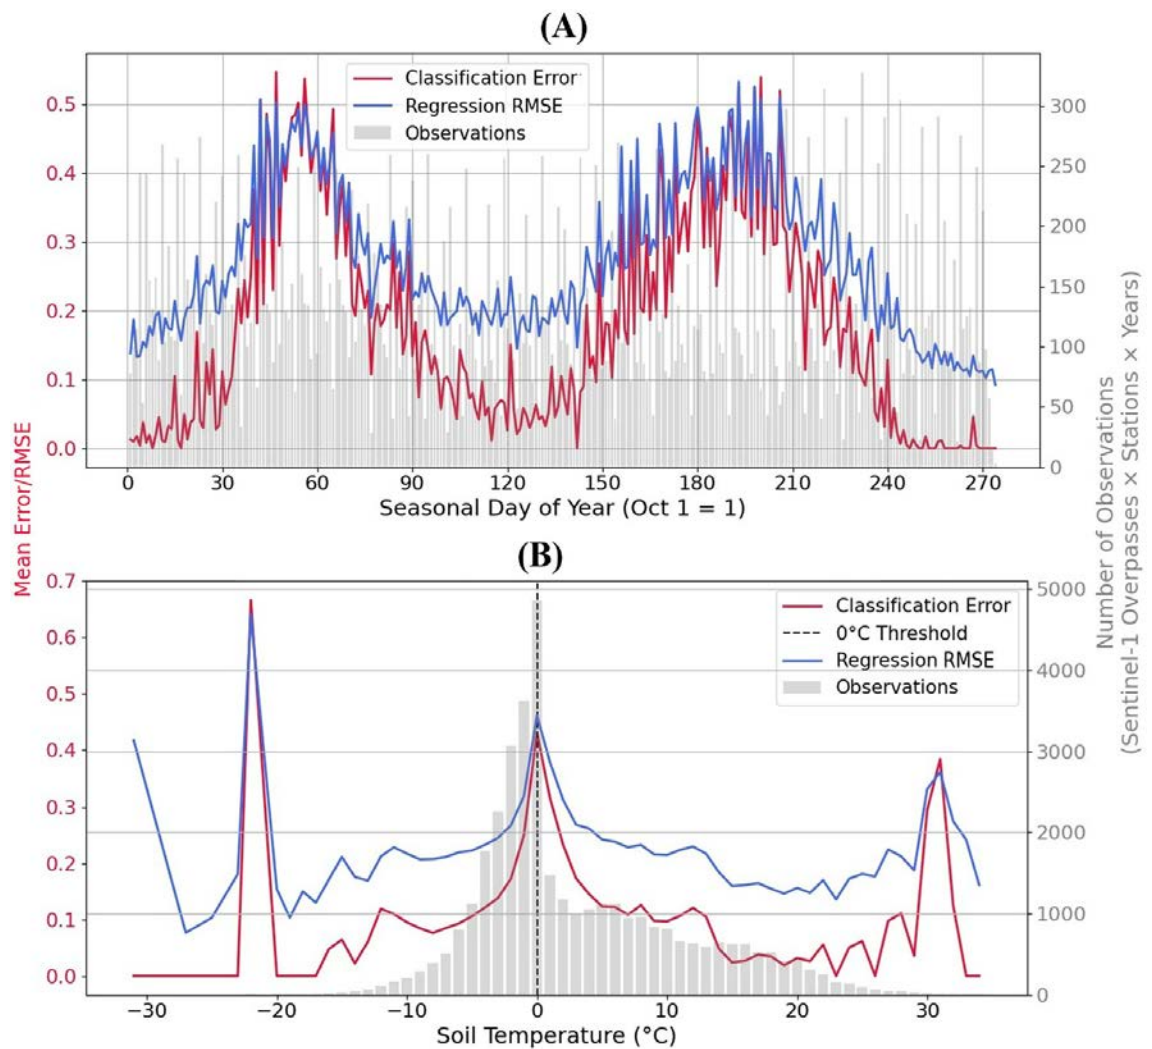 (A)
Classification Error
Regression RMSE
Observations
0.5
0.4
0.3
0.2
0.1
0.0
300
250
200
150
100
50
0
0 30 60 90 120 150 180 210 240 270
Seasonal Day of Year (Oct 1 = 1)
Mean Error/RMSE
Number of Observations
(Sentinel-1 Overpasses × Stations × Years)
(B)
Classification Error
0°C Threshold
Regression RMSE
Observations
0.7
0.6
0.5
0.4
0.3
0.2
0.1
0.0
5000
4000
3000
2000
1000
0
−30 −20 −10 0 10 20 30
Soil Temperature (°C)